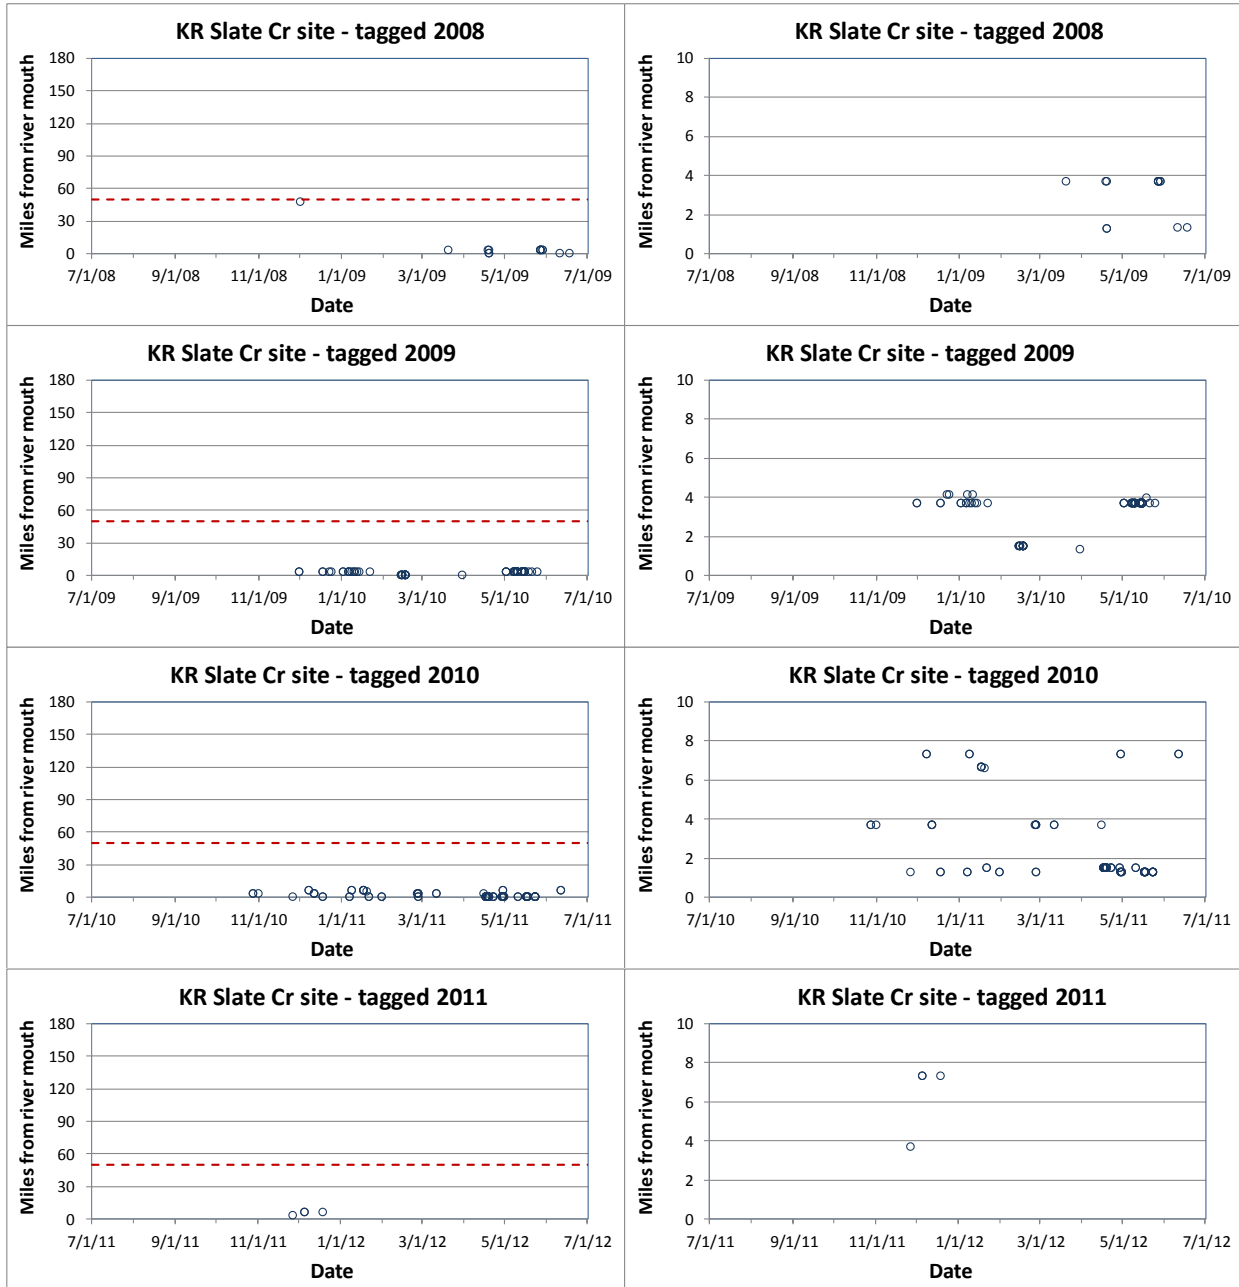 KR Slate Cr site - tagged 2008
Miles from river mouth
180
150
120
90
60
30
0
7/1/08 9/1/08 11/1/08 1/1/09 3/1/09 5/1/09 7/1/09
Date
KR Slate Cr site - tagged 2008
Miles from river mouth
10
8
6
4
2
0
7/1/08 9/1/08 11/1/08 1/1/09 3/1/09 5/1/09 7/1/09
Date
KR Slate Cr site - tagged 2009
Miles from river mouth
180
150
120
90
60
30
0
7/1/09 9/1/09 11/1/09 1/1/10 3/1/10 5/1/10 7/1/10
Date
KR Slate Cr site - tagged 2009
Miles from river mouth
10
8
6
4
2
0
7/1/09 9/1/09 11/1/09 1/1/10 3/1/10 5/1/10 7/1/10
Date
KR Slate Cr site - tagged 2010
Miles from river mouth
180
150
120
90
60
30
0
7/1/10 9/1/10 11/1/10 1/1/11 3/1/11 5/1/11 7/1/11
Date
KR Slate Cr site - tagged 2010
Miles from river mouth
10
8
6
4
2
0
7/1/10 9/1/10 11/1/10 1/1/11 3/1/11 5/1/11 7/1/11
Date
KR Slate Cr site - tagged 2011
Miles from river mouth
180
150
120
90
60
30
0
7/1/11 9/1/11 11/1/11 1/1/12 3/1/12 5/1/12 7/1/12
Date
KR Slate Cr site - tagged 2011
Miles from river mouth
10
8
6
4
2
0
7/1/11 9/1/11 11/1/11 1/1/12 3/1/12 5/1/12 7/1/12
Date